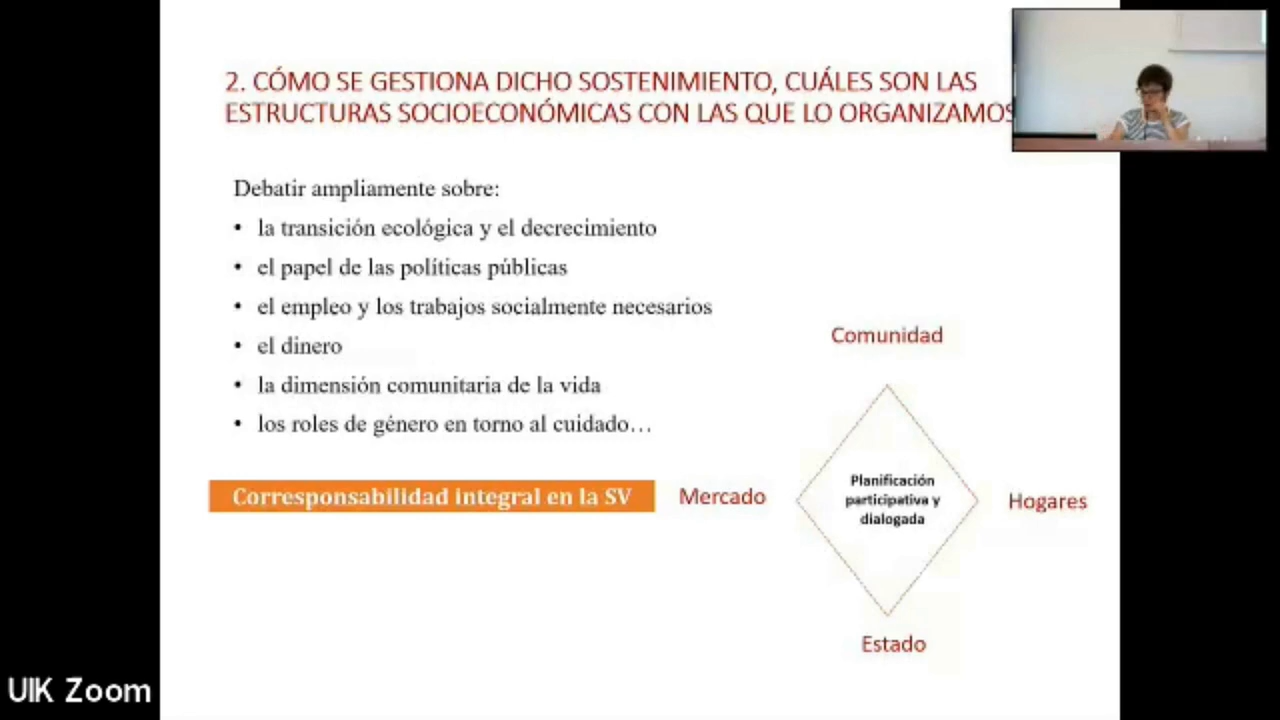 2. CÓMO SE GESTIONA DICHO SOSTENIMIENTO, CUÁLES SON LAS
ESTRUCTURAS SOCIOECONÓMICAS CON LAS QUE LO ORGANIZAMOS
Debatir ampliamente sobre:
• la transición ecológica y el decrecimiento
• el papel de las políticas públicas
• el empleo y los trabajos socialmente necesarios
• el dinero
• la dimensión comunitaria de la vida
• los roles de género en torno al cuidado…
Corresponsabilidad integral en la SV
Comunidad
Mercado
Planificación
participativa y
dialogada
Hogares
Estado
UIK Zoom